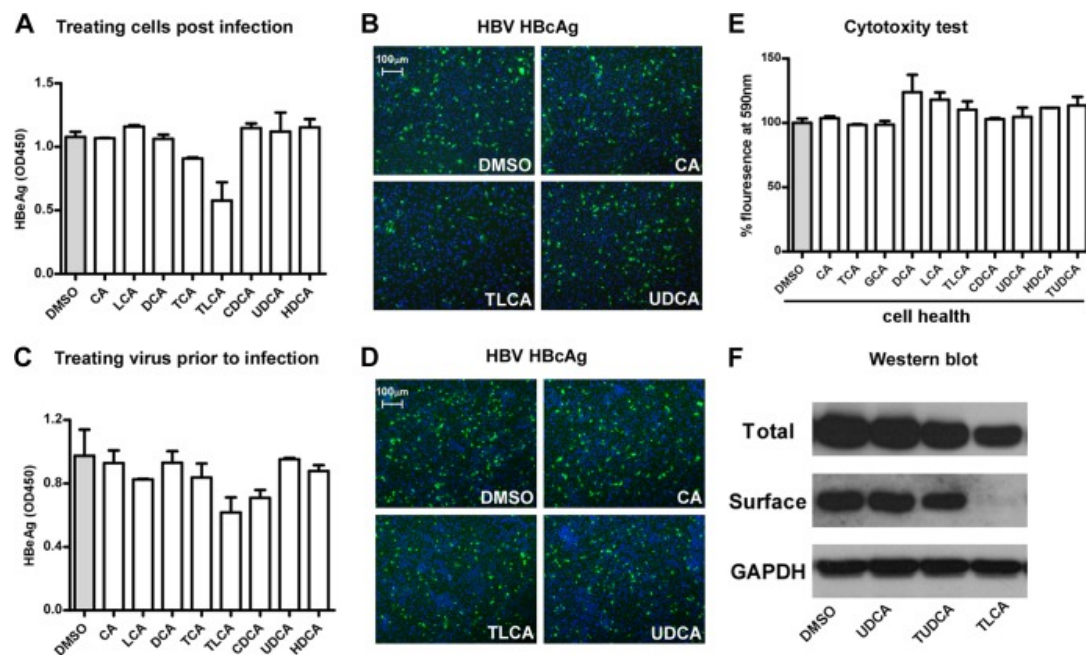 A Treating cells post infection
HBeAg (OD450)
1.5
1.0
0.5
0.0
DMSO
CA
LCA
DCA
TCA
TLCA
CDCA
UDCA
HDCA
B HBV HBcAg
100µm
DMSO
CA
TLCA
UDCA
C Treating virus prior to infection
HBeAg (OD450)
1.2
0.8
0.4
0.0
DMSO
CA
LCA
DCA
TCA
TLCA
CDCA
UDCA
HDCA
D HBV HBcAg
100µm
DMSO
CA
TLCA
UDCA
E Cytotoxity test
% flouresence at 590nm
150
100
50
0
DMSO
CA
TCA
GCA
DCA
LCA
TLCA
CDCA
UDCA
HDCA
TUDCA
cell health
F Western blot
Total
Surface
GAPDH
DMSO
UDCA
TUDCA
TLCA